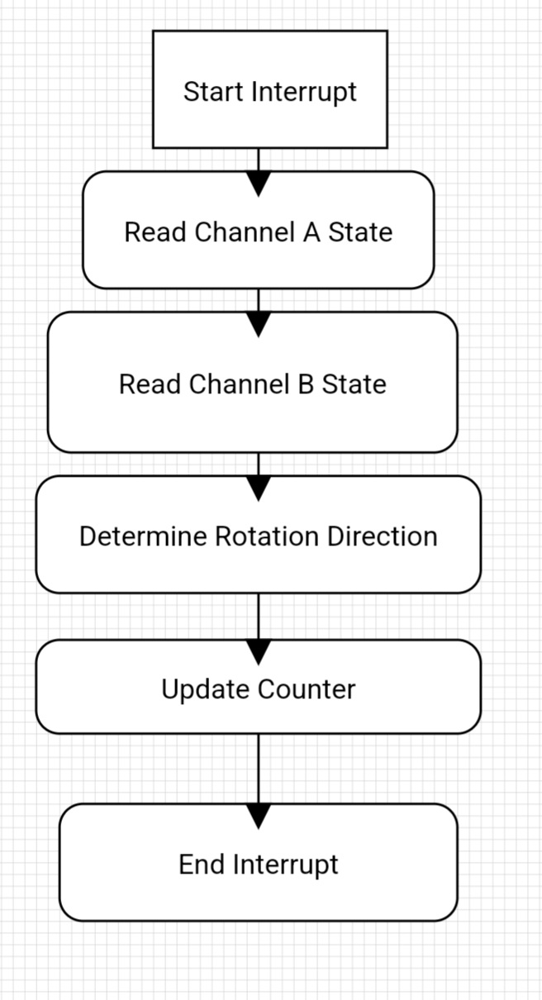 Start Interrupt
Read Channel A State
Read Channel B State
Determine Rotation Direction
Update Counter
End Interrupt